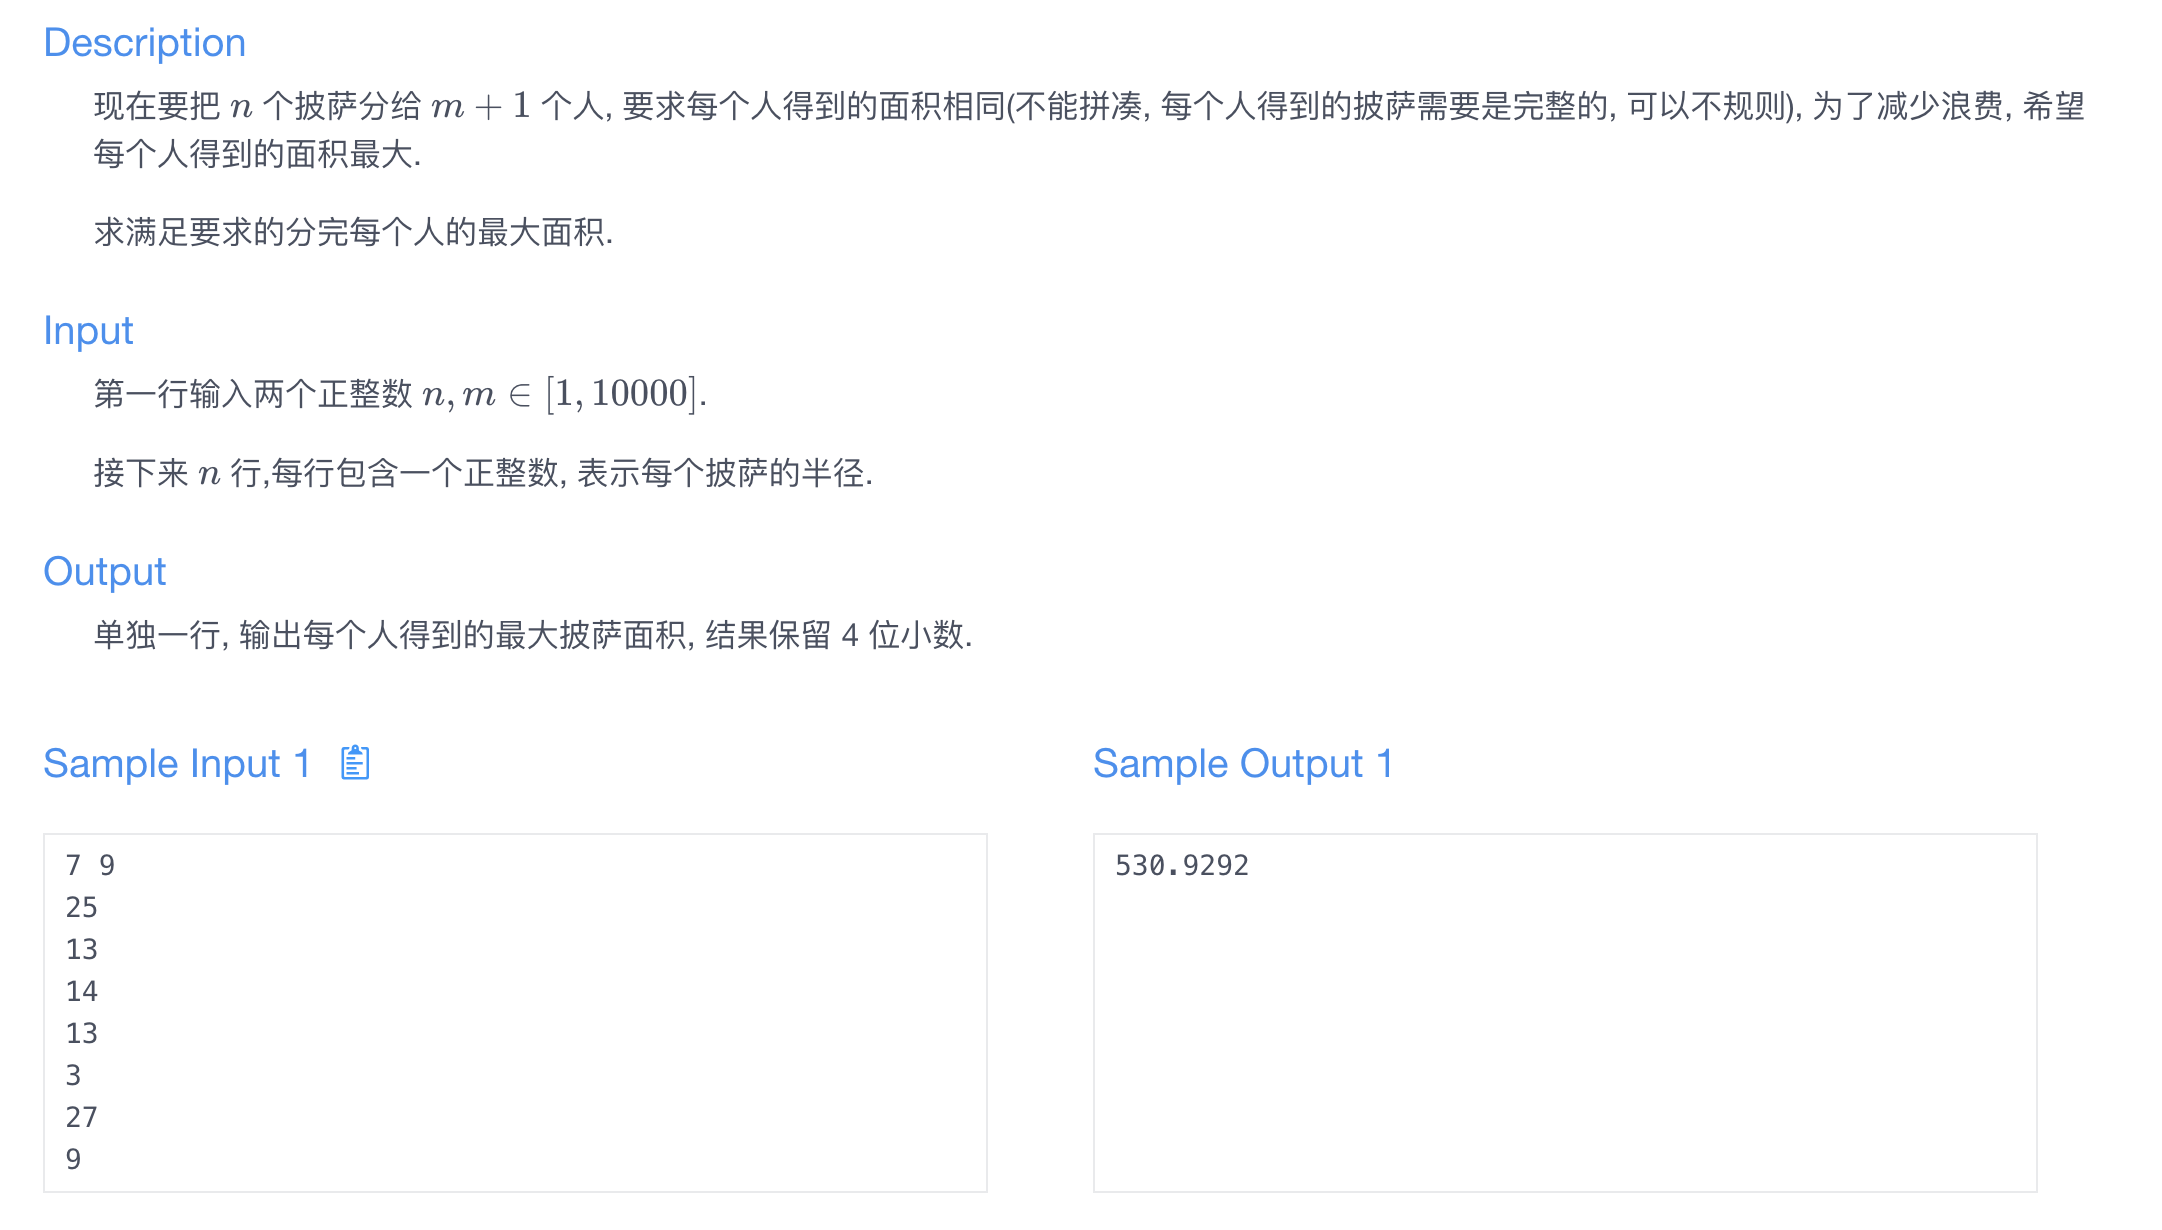 Description
现在要把 n 个披萨分给 m + 1 个人, 要求每个人得到的面积相同(不能拼凑, 每个人得到的披萨需要是完整的, 可以不规则), 为了减少浪费, 希望
每个人得到的面积最大.
求满足要求的分完每个人的最大面积.
Input
第一行输入两个正整数 n, m ∈ [1, 10000].
接下来 n 行,每行包含一个正整数, 表示每个披萨的半径.
Output
单独一行, 输出每个人得到的最大披萨面积, 结果保留 4 位小数.
Sample Input 1
7 9
25
13
14
13
3
27
9
Sample Output 1
530.9292